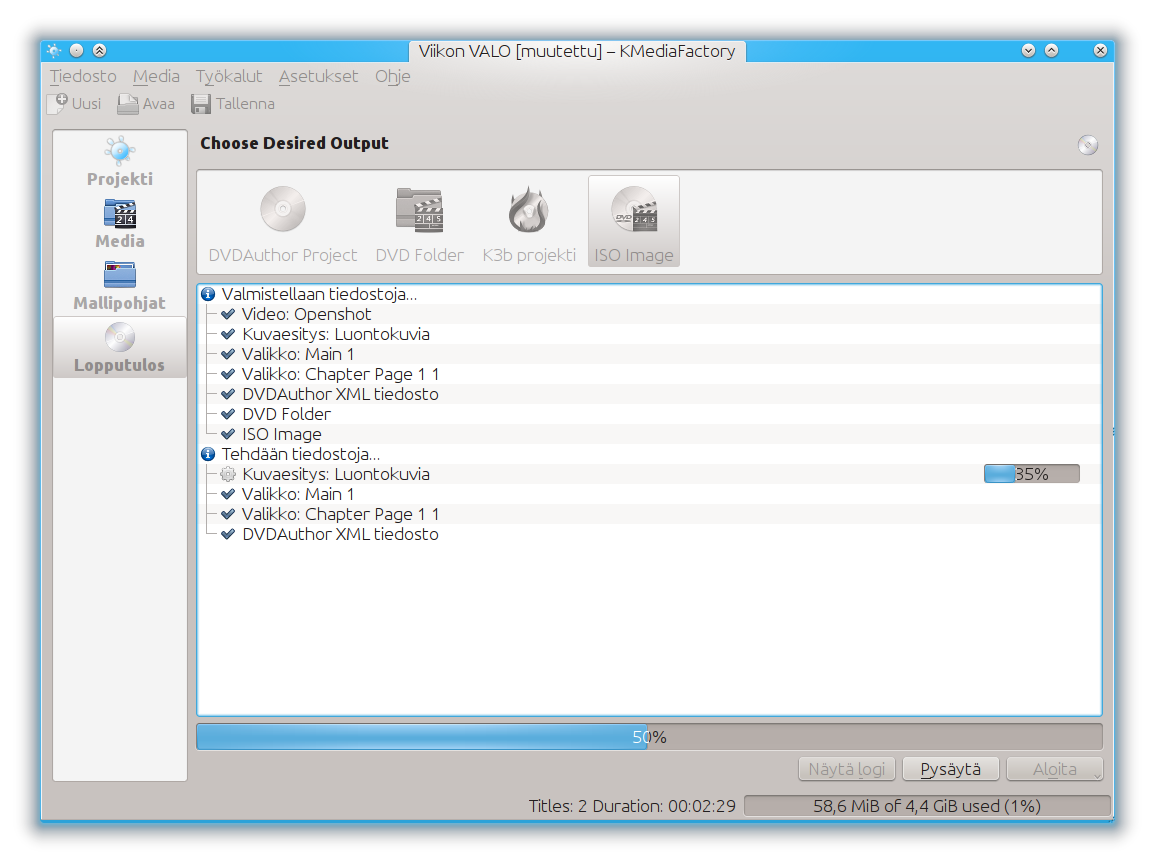 Viikon VALO [muutettu] – KMediaFactory
Tiedosto Media Työkalut Asetukset Ohje
Uusi Avaa Tallenna
Projekti
Media
Mallipohjat
Lopputulos
Choose Desired Output
DVDAuthor Project DVD Folder K3b projekti ISO Image
Valmistellaan tiedostoja...
Video: Openshot
Kuvaesitys: Luontokuvia
Valikko: Main 1
Valikko: Chapter Page 1 1
DVDAuthor XML tiedosto
DVD Folder
ISO Image
Tehdään tiedostoja...
Kuvaesitys: Luontokuvia 35%
Valikko: Main 1
Valikko: Chapter Page 1 1
DVDAuthor XML tiedosto
50%
Näytä logi Pysäytä Aloita
Titles: 2 Duration: 00:02:29 58,6 MiB of 4,4 GiB used (1%)